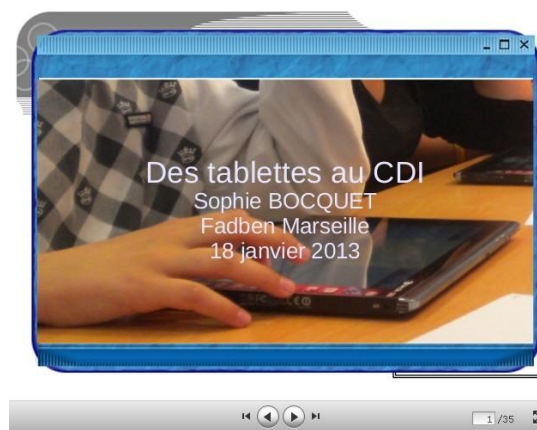 Des tablettes au CDI
Sophie BOCQUET
Fadben Marseille
18 janvier 2013
1 /35